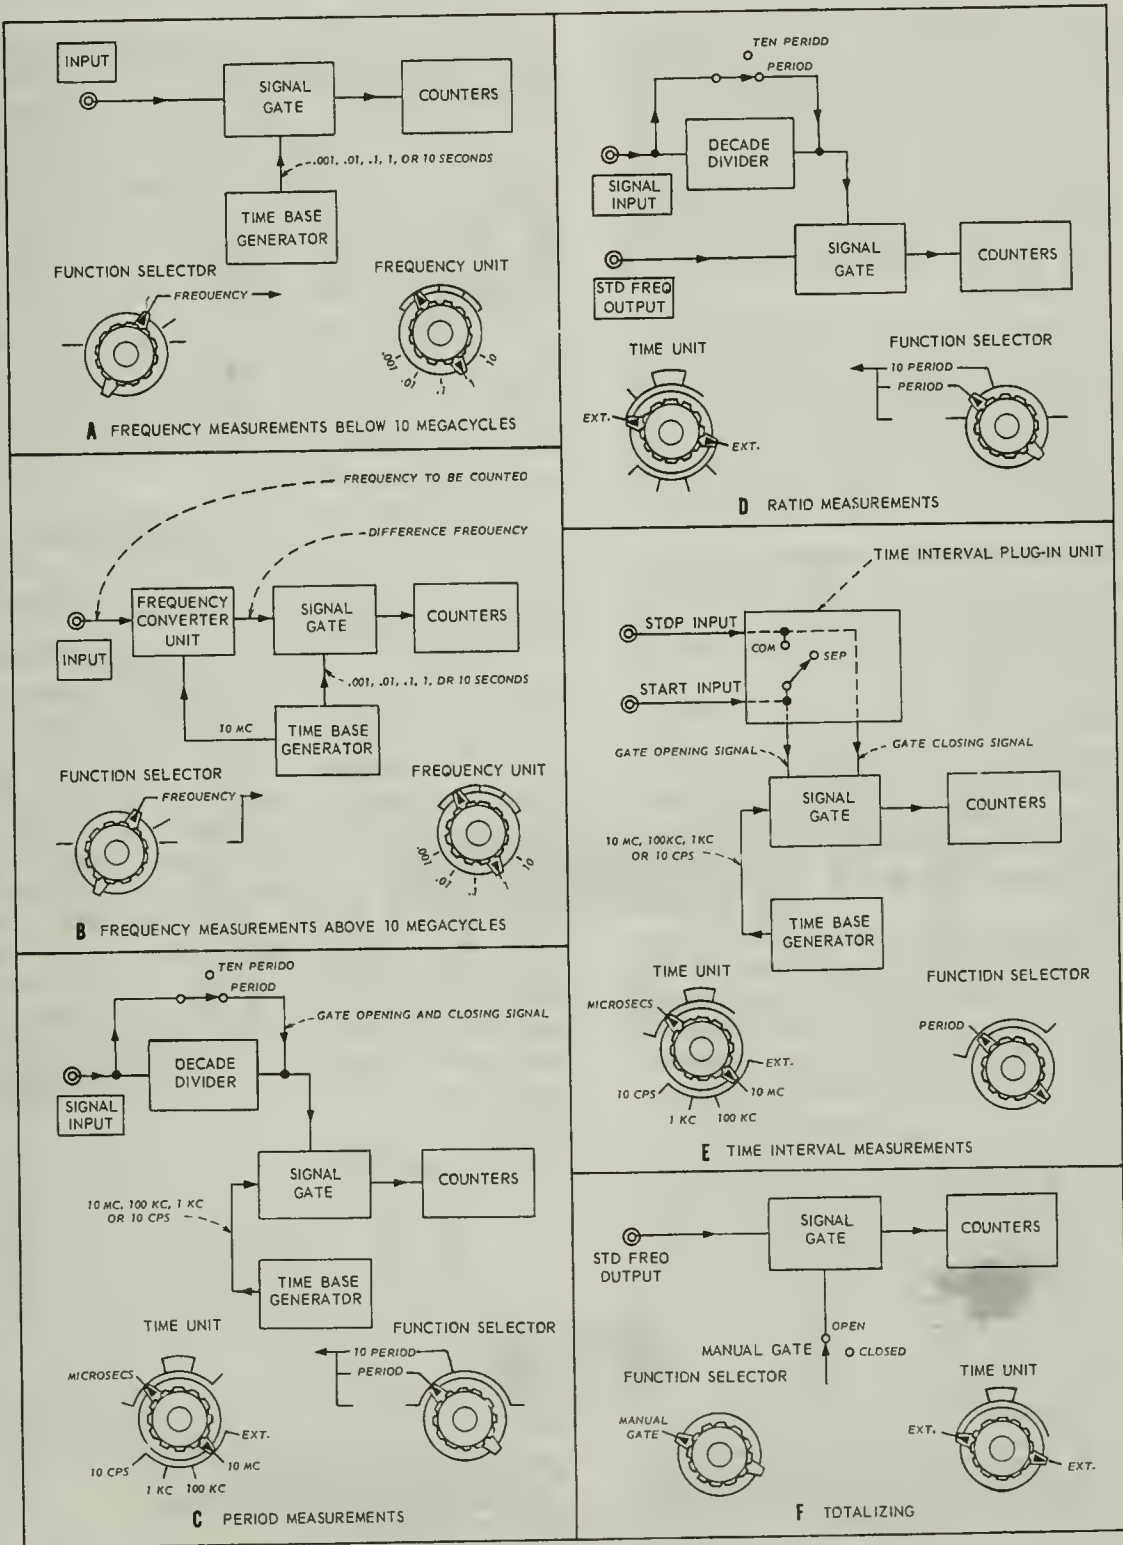 INPUT
SIGNAL
GATE
COUNTERS
.001, .01, .1, 1, OR 10 SECONDS
TIME BASE
GENERATOR
FUNCTION SELECTDR
FREQUENCY
FREQUENCY UNIT
.001
.01
.1
1
10
A FREQUENCY MEASUREMENTS BELOW 10 MEGACYCLES
FREQUENCY TO BE COUNTED
DIFFERENCE FREQUENCY
INPUT
FREQUENCY
CONVERTER
UNIT
SIGNAL
GATE
COUNTERS
.001, .01, .1, 1, DR 10 SECONDS
10 MC
TIME BASE
GENERATOR
FUNCTION SELECTOR
FREQUENCY
FREQUENCY UNIT
.001
.01
.1
1
10
B FREQUENCY MEASUREMENTS ABOVE 10 MEGACYCLES
TEN PERIDO
PERIOD
GATE OPENING AND CLOSING SIGNAL
DECADE
DIVIDER
SIGNAL
INPUT
SIGNAL
GATE
COUNTERS
10 MC, 100 KC, 1 KC
OR 10 CPS
TIME BASE
GENERATDR
TIME UNIT
MICROSECS
EXT.
10 MC
100 KC
1 KC
10 CPS
FUNCTION SELECTOR
10 PERIOD
PERIOD
C PERIOD MEASUREMENTS
TEN PERIDD
PERIOD
DECADE
DIVIDER
SIGNAL
INPUT
STD FREQ
OUTPUT
SIGNAL
GATE
COUNTERS
TIME UNIT
EXT.
EXT.
FUNCTION SELECTOR
10 PERIOD
PERIOD
D RATIO MEASUREMENTS
TIME INTERVAL PLUG-IN UNIT
STOP INPUT
COM
SEP
START INPUT
GATE OPENING SIGNAL
GATE CLOSING SIGNAL
SIGNAL
GATE
COUNTERS
10 MC, 100KC, 1KC
OR 10 CPS
TIME BASE
GENERATOR
TIME UNIT
MICROSECS
EXT.
10 MC
100 KC
1 KC
10 CPS
FUNCTIDN SELECTOR
PERIOD
E TIME INTERVAL MEASUREMENTS
STD FREQ
DUTPUT
SIGNAL
GATE
COUNTERS
OPEN
MANUAL GATE
CLOSED
FUNCTION SELECTOR
MANUAL
GATE
TIME UNIT
EXT.
EXT.
F TOTALIZING